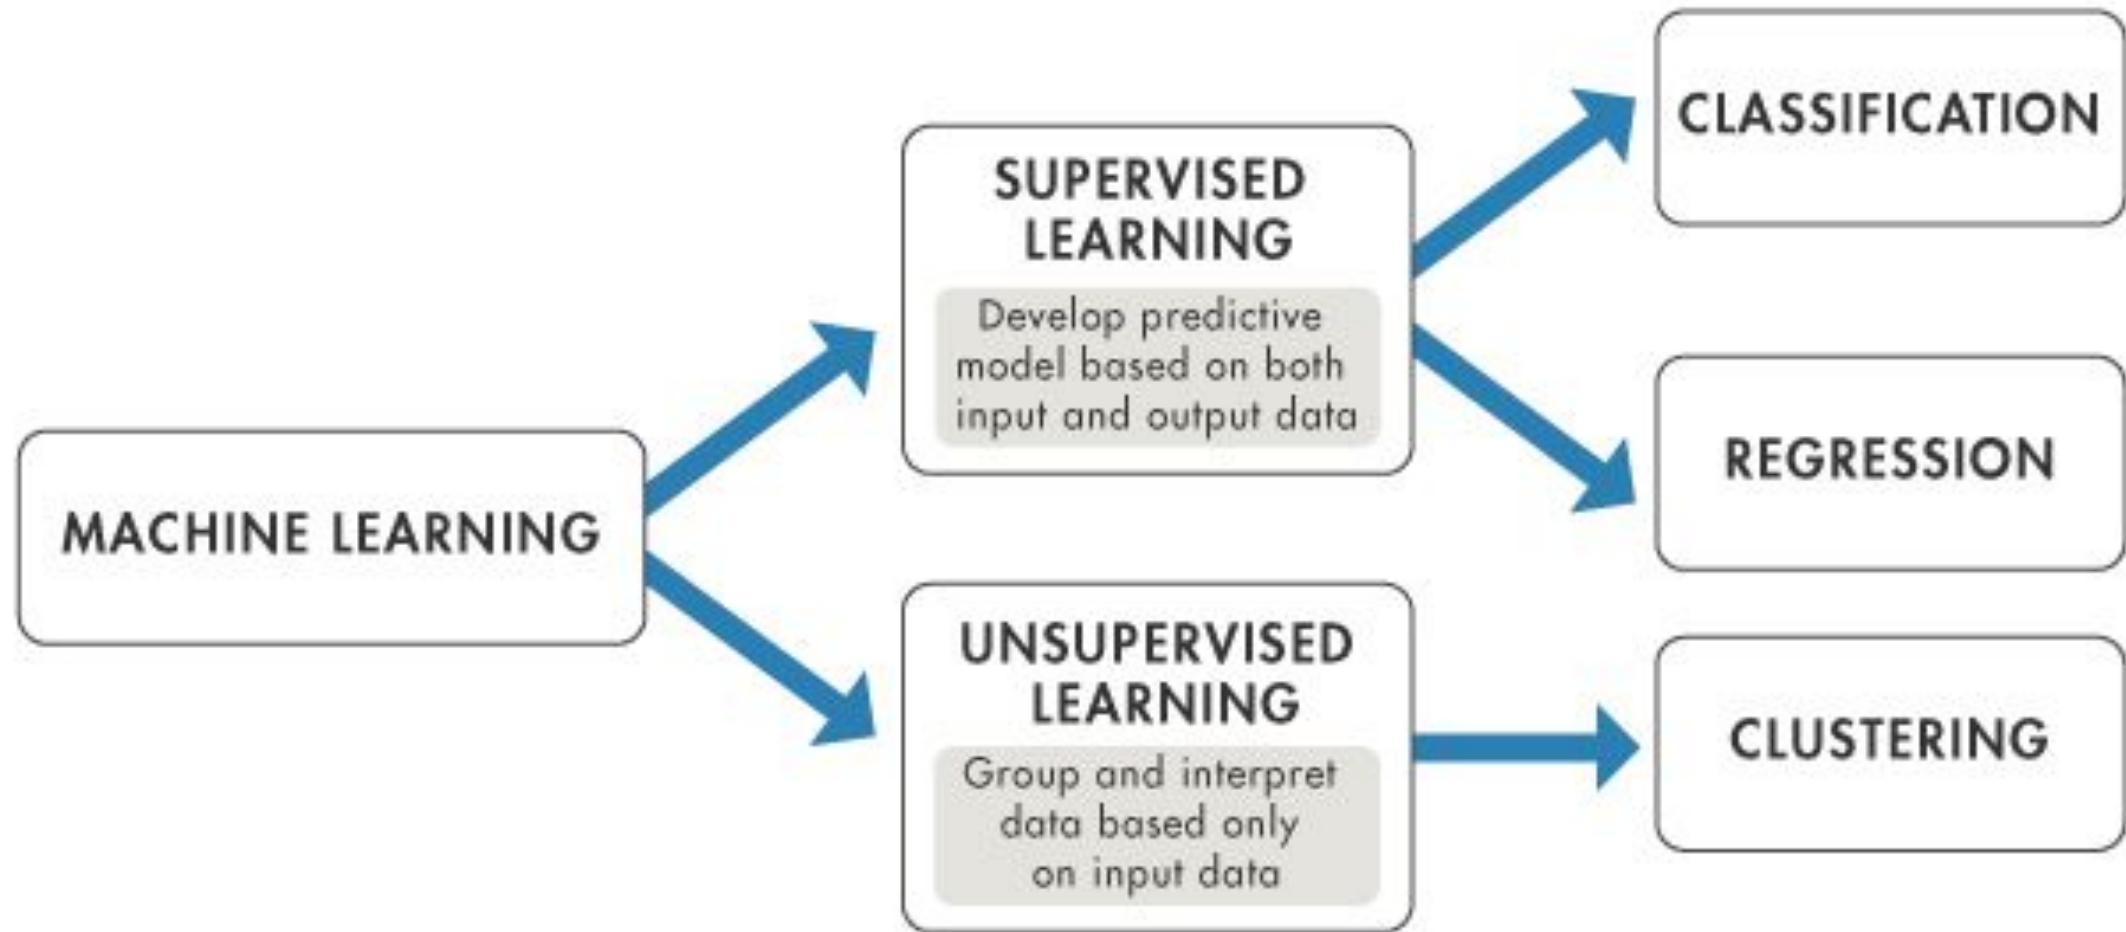 MACHINE LEARNING
SUPERVISED
LEARNING
Develop predictive
model based on both
input and output data
UNSUPERVISED
LEARNING
Group and interpret
data based only
on input data
CLASSIFICATION
REGRESSION
CLUSTERING